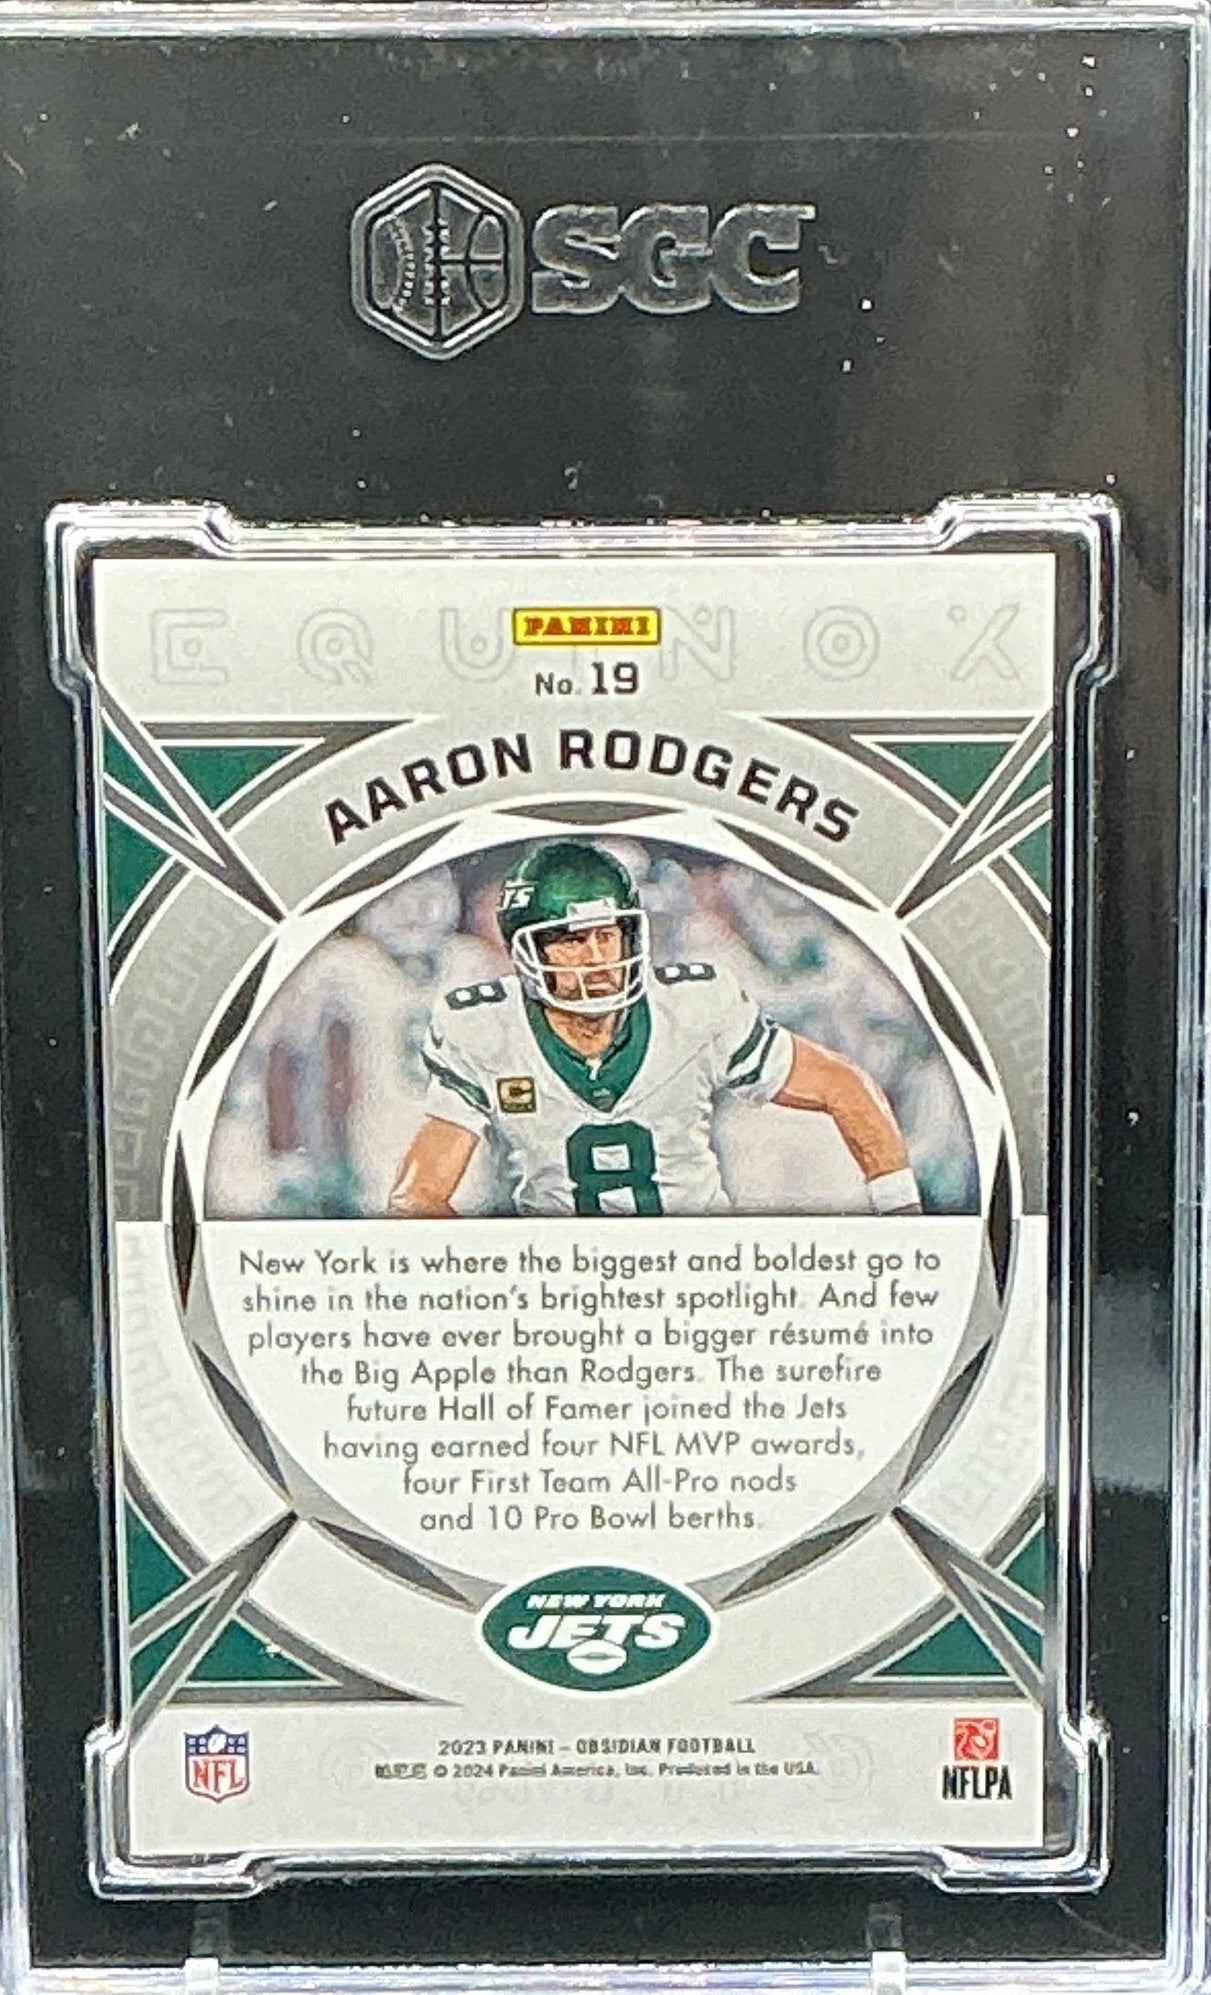 SGC
EQUINOX
PANINI
No. 19
AARON RODGERS
TS
8 8
C
8
New York is where the biggest and boldest go to
shine in the nation's brightest spotlight. And few
players have ever brought a bigger résumé into
the Big Apple than Rodgers. The surefire
future Hall of Famer joined the Jets
having earned four NFL MVP awards,
four First Team All-Pro nods
and 10 Pro Bowl berths.
NEW YORK
JETS
NFL
2023 PANINI – OBSIDIAN FOOTBALL
© 2024 Panini America, Inc. Produced in the USA.
NFLPA